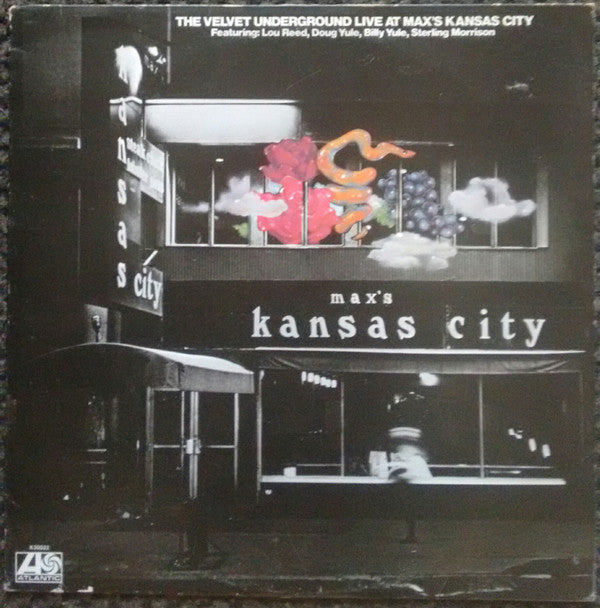 THE VELVET UNDERGROUND LIVE AT MAX'S KANSAS CITY
Featuring: Lou Reed, Doug Yule, Billy Yule, Sterling Morrison
kansas
city
max's
kansas city
ATLANTIC